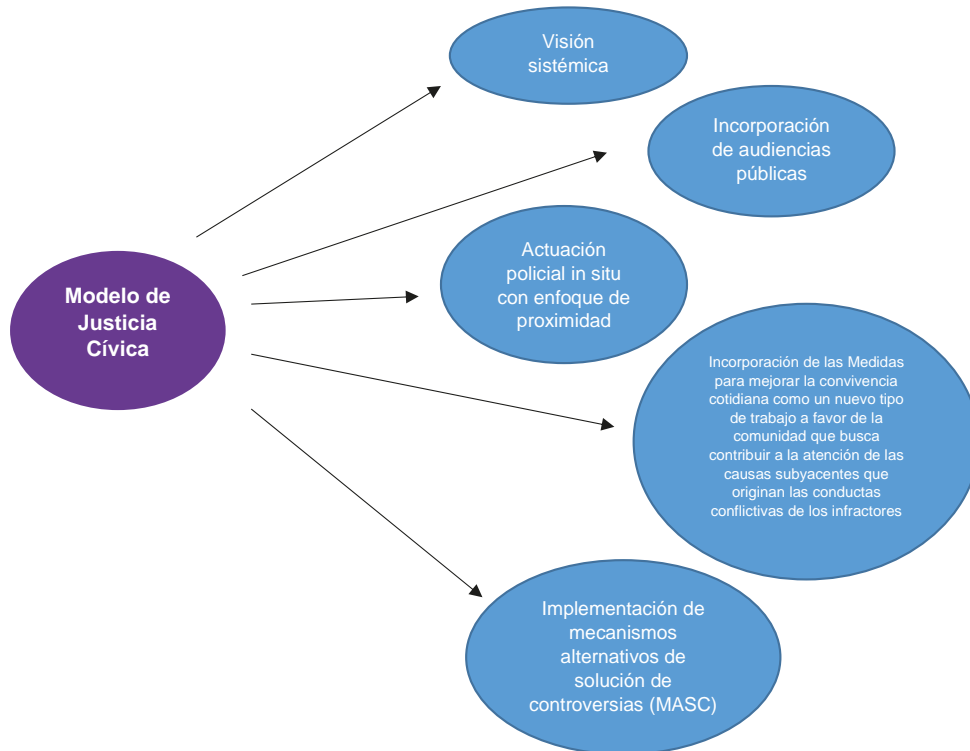 Visión
sistémica
Incorporación
de audiencias
públicas
Actuación
policial in situ
con enfoque de
proximidad
Modelo de
Justicia
Cívica
Incorporación de las Medidas
para mejorar la convivencia
cotidiana como un nuevo tipo
de trabajo a favor de la
comunidad que busca
contribuir a la atención de las
causas subyacentes que
originan las conductas
conflictivas de los infractores
Implementación de
mecanismos
alternativos de
solución de
controversias (MASC)